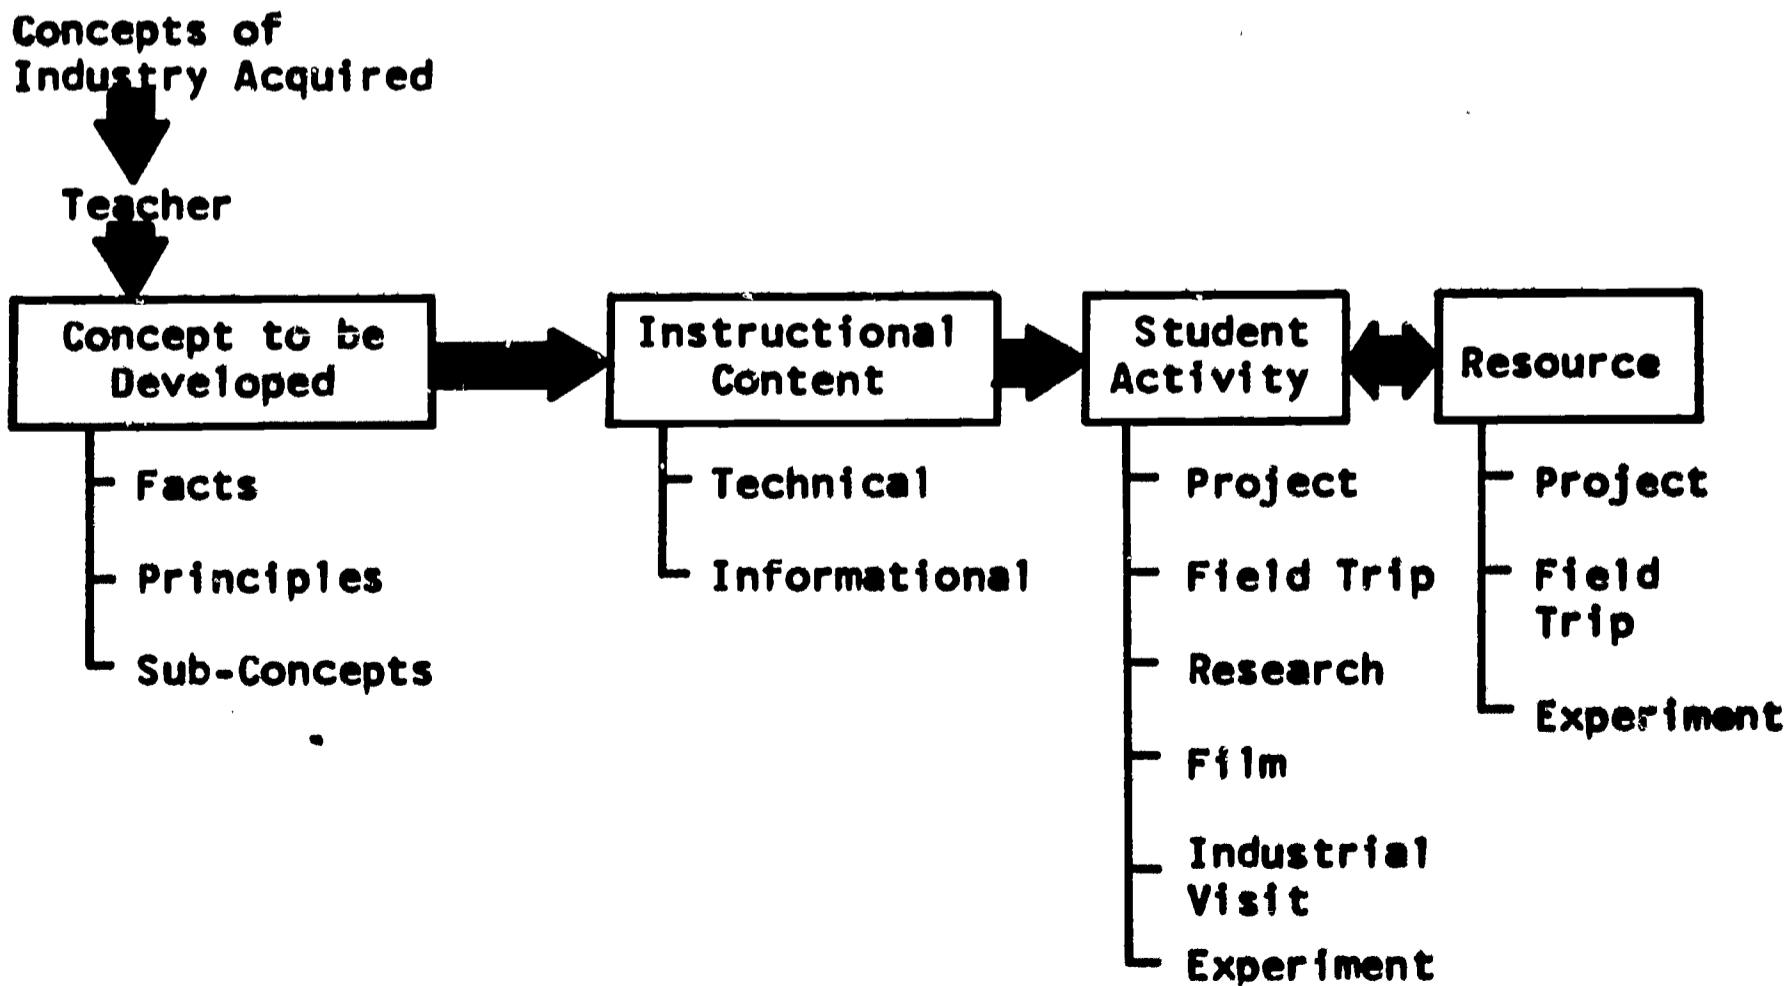 Concepts of
Industry Acquired
Teacher
Concept to be
Developed
Facts
Principles
Sub-Concepts
Instructional
Content
Technical
Informational
Student
Activity
Project
Field Trip
Research
Film
Industrial
Visit
Experiment
Resource
Project
Field
Trip
Experiment